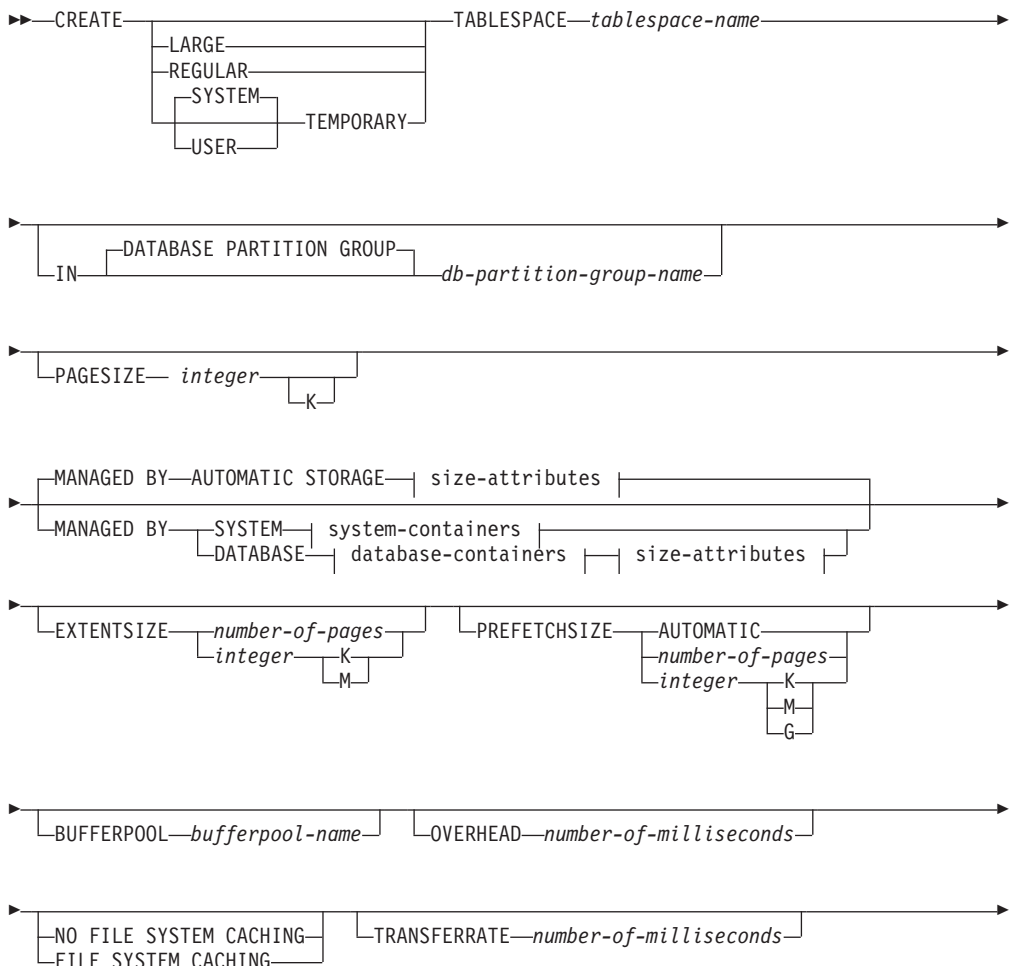 CREATE TABLESPACE tablespace-name
LARGE
REGULAR
SYSTEM
TEMPORARY
USER
DATABASE PARTITION GROUP
IN db-partition-group-name
PAGESIZE integer
K
MANAGED BY AUTOMATIC STORAGE size-attributes
MANAGED BY SYSTEM system-containers
DATABASE database-containers size-attributes
EXTENTSIZE number-of-pages PREFETCHSIZE AUTOMATIC
integer K number-of-pages
M integer K
M
G
BUFFERPOOL bufferpool-name OVERHEAD number-of-milliseconds
NO FILE SYSTEM CACHING TRANSFERRATE number-of-milliseconds
FILE SYSTEM CACHING